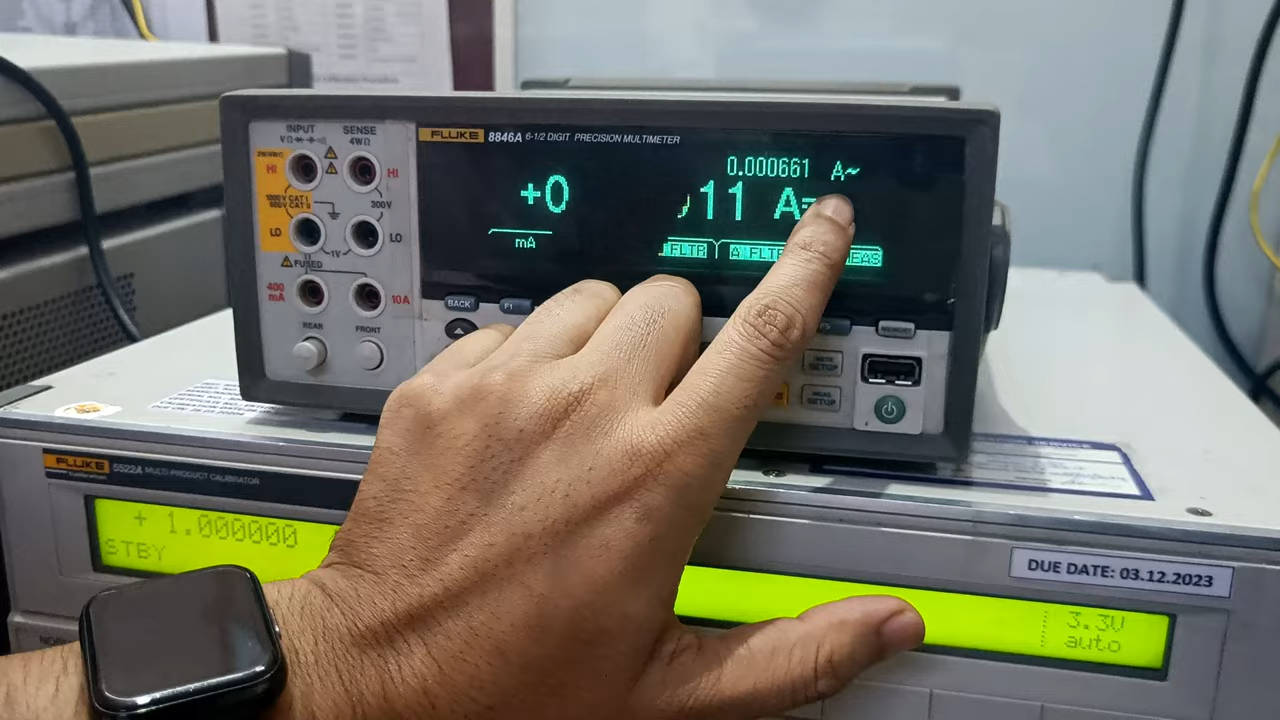 INPUT
VΩ
SENSE
4WΩ
HI
HI
1000V CAT I
600V CAT II
300V
LO
LO
1V
FUSED
400
mA
10A
REAR
FRONT
FLUKE
8846A 6-1/2 DIGIT PRECISION MULTIMETER
0.000661 A~
+0
11 A
mA
FLTR
A FLT
EAS
BACK
F1
MEMORY
INSTR
SETUP
MEAS
SETUP
FLUKE
5522A MULTI-PRODUCT CALIBRATOR
+ 1.000000
STBY
DUE DATE: 03.12.2023
3.3V
auto